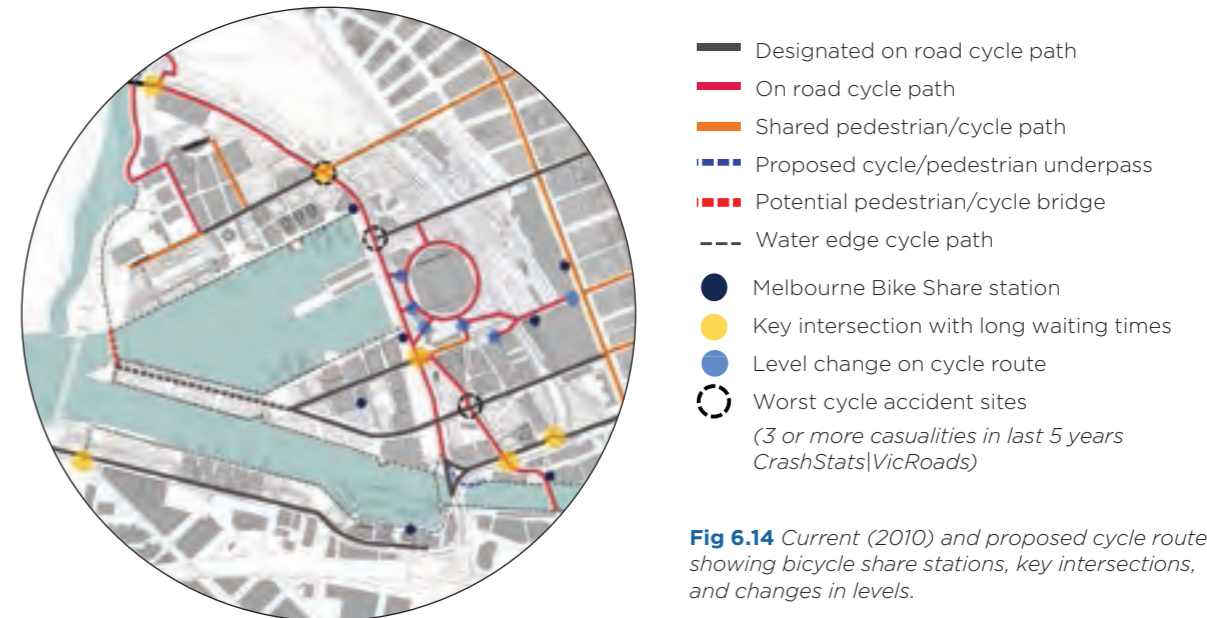 Designated on road cycle path
On road cycle path
Shared pedestrian/cycle path
Proposed cycle/pedestrian underpass
Potential pedestrian/cycle bridge
Water edge cycle path
Melbourne Bike Share station
Key intersection with long waiting times
Level change on cycle route
Worst cycle accident sites
(3 or more casualities in last 5 years
CrashStats|VicRoads)
Fig 6.14 Current (2010) and proposed cycle route
showing bicycle share stations, key intersections,
and changes in levels.